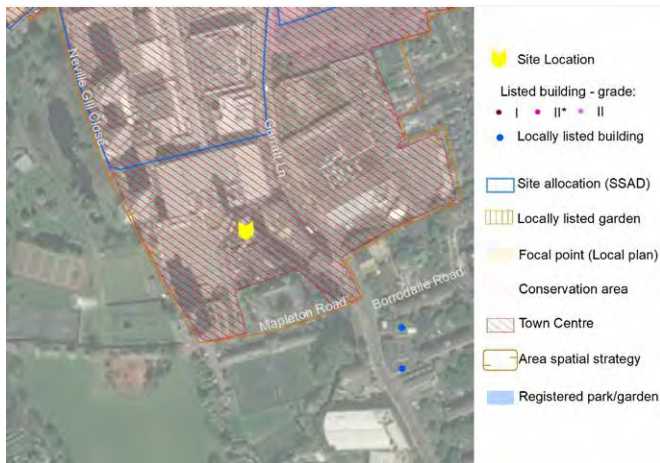 Neville Gill Close
Garratt Ln
Mapleton Road
Borrodaile Road
Site Location
Listed building - grade:
I II* II
Locally listed building
Site allocation (SSAD)
Locally listed garden
Focal point (Local plan)
Conservation area
Town Centre
Area spatial strategy
Registered park/garden